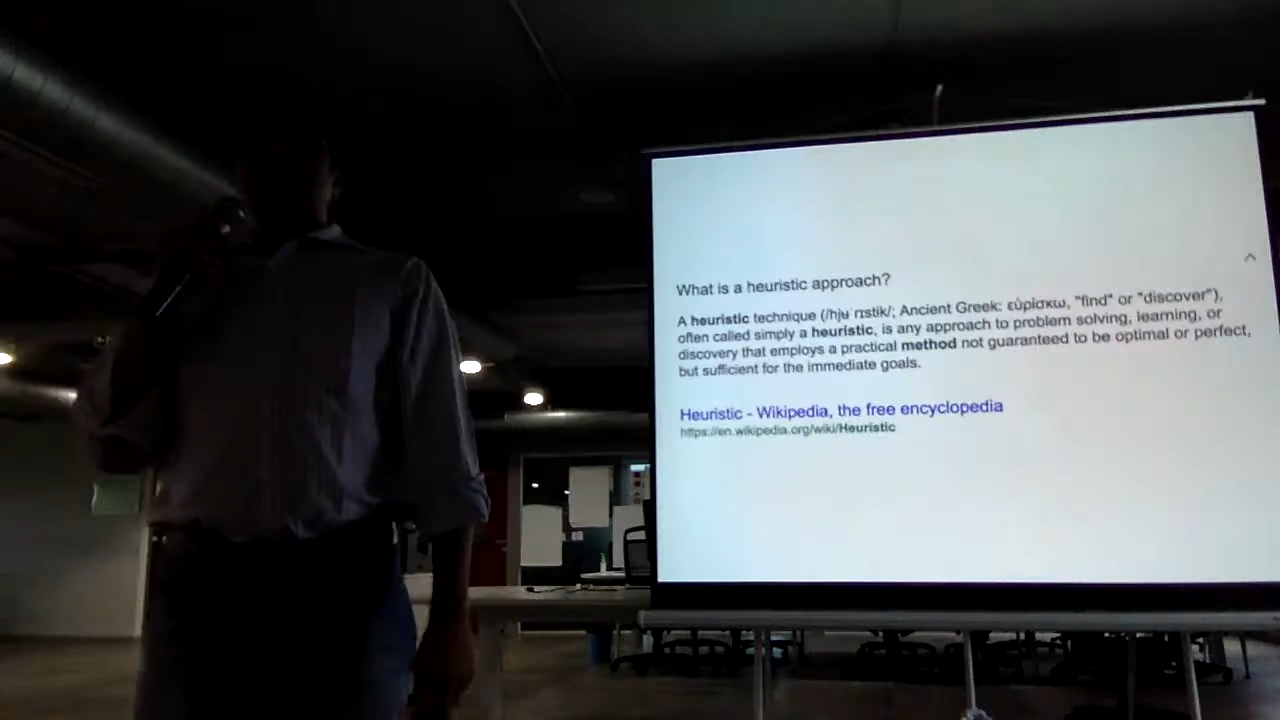 What is a heuristic approach?
A heuristic technique (/hjᵿˈrɪstik/; Ancient Greek: εὑρίσκω, "find" or "discover"),
often called simply a heuristic, is any approach to problem solving, learning, or
discovery that employs a practical method not guaranteed to be optimal or perfect,
but sufficient for the immediate goals.
Heuristic - Wikipedia, the free encyclopedia
https://en.wikipedia.org/wiki/Heuristic